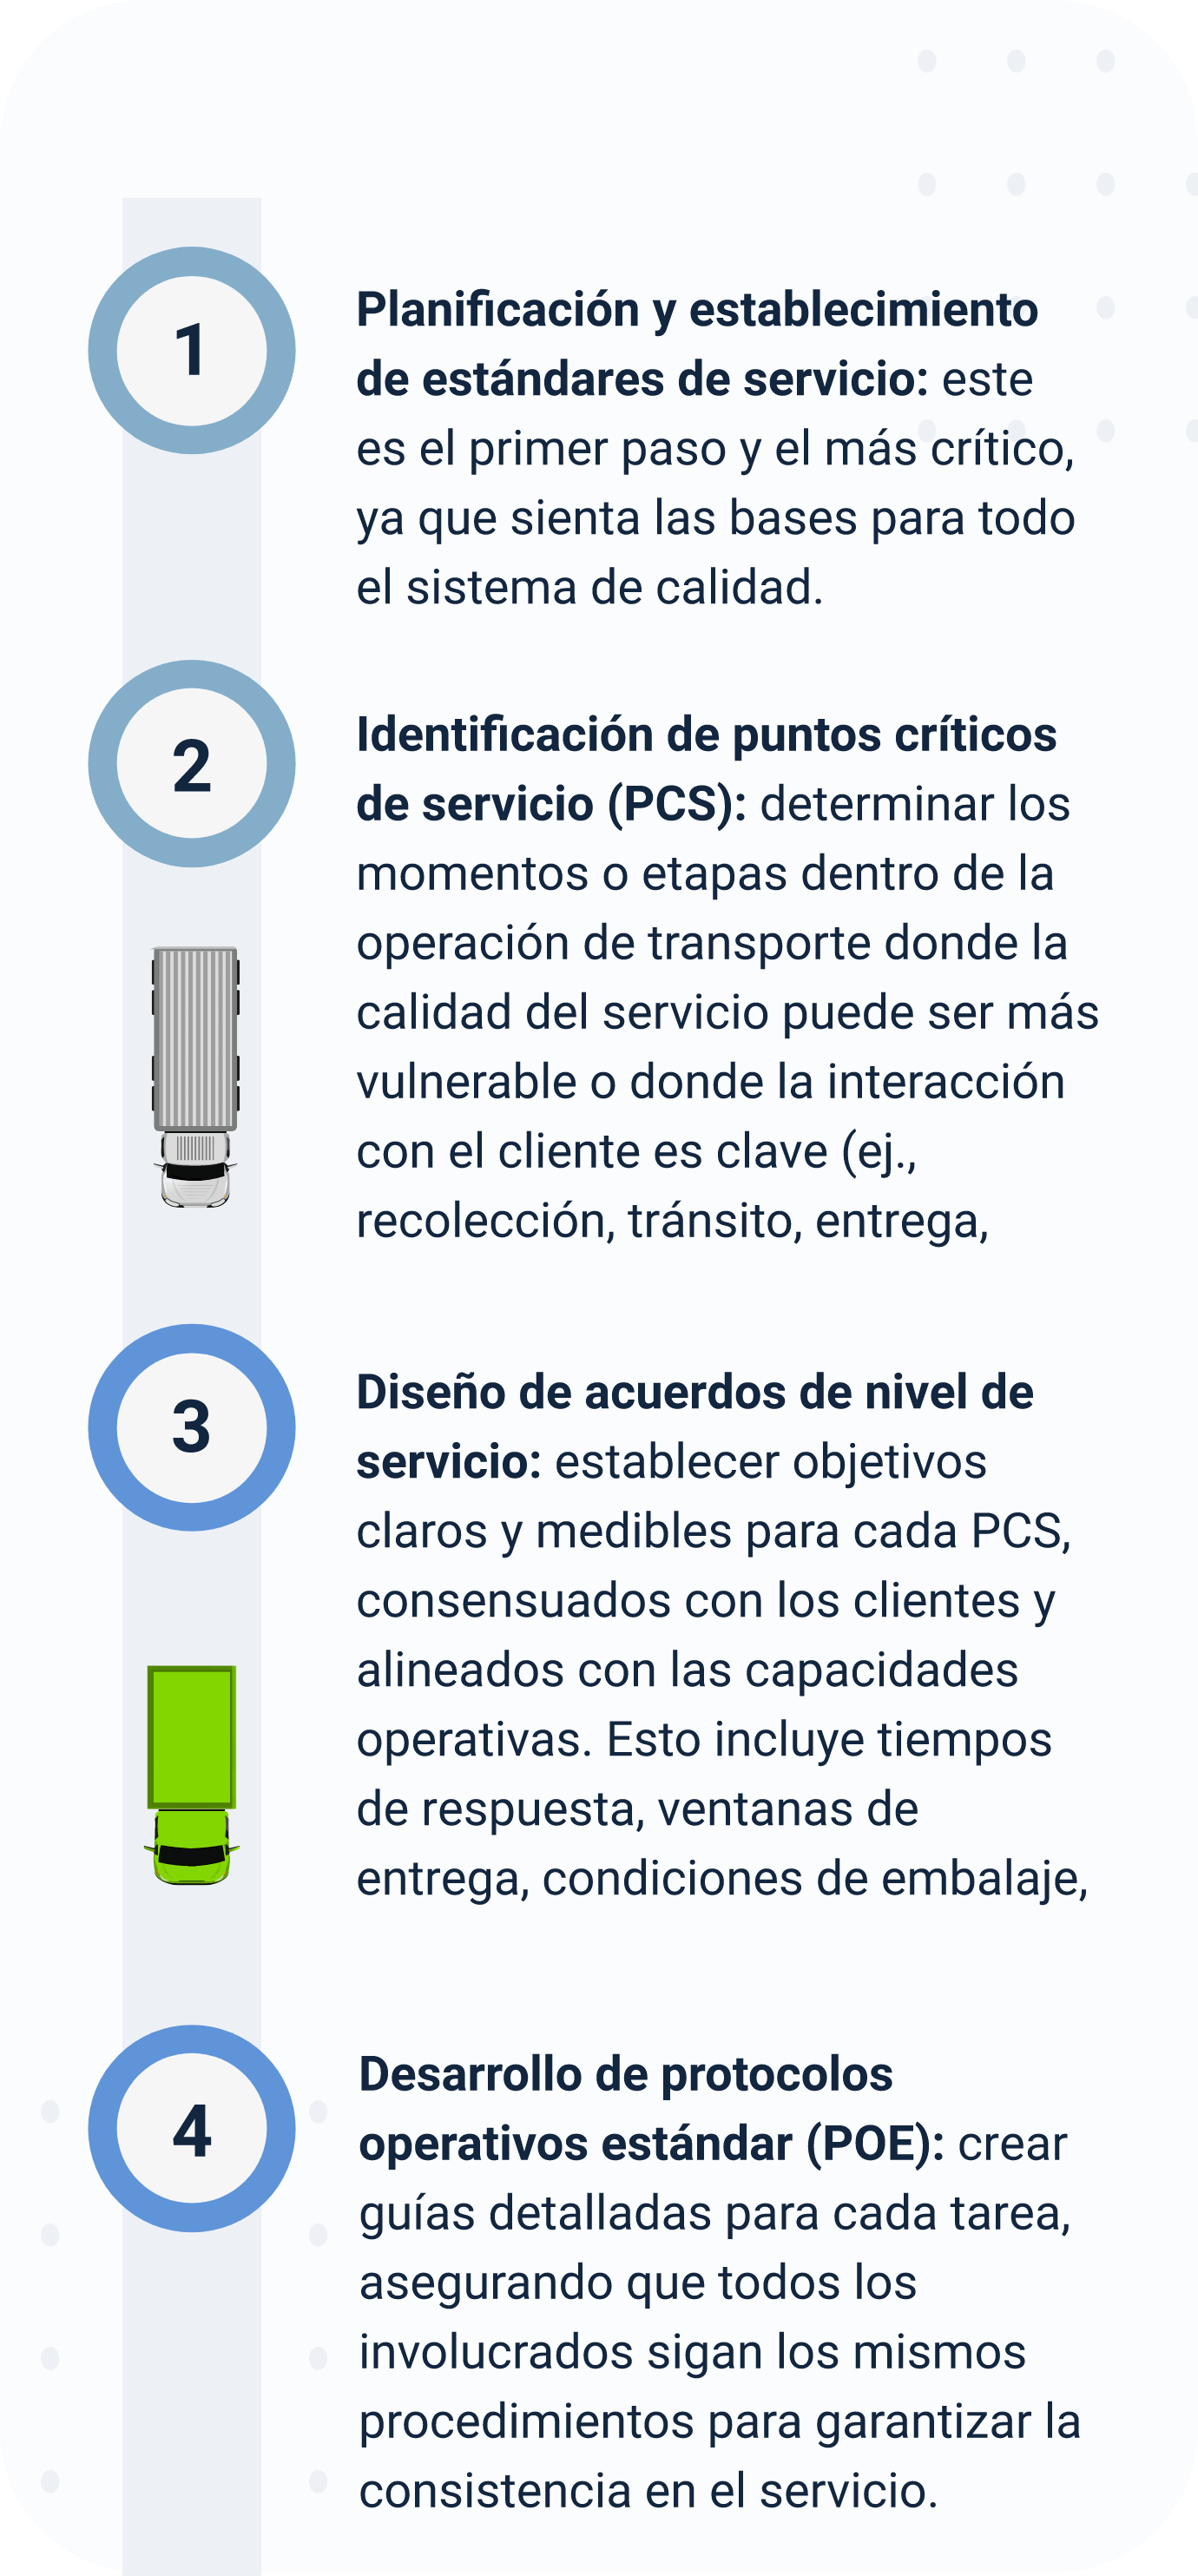 1
Planificación y establecimiento
de estándares de servicio: este
es el primer paso y el más crítico,
ya que sienta las bases para todo
el sistema de calidad.
2
Identificación de puntos críticos
de servicio (PCS): determinar los
momentos o etapas dentro de la
operación de transporte donde la
calidad del servicio puede ser más
vulnerable o donde la interacción
con el cliente es clave (ej.,
recolección, tránsito, entrega,
3
Diseño de acuerdos de nivel de
servicio: establecer objetivos
claros y medibles para cada PCS,
consensuados con los clientes y
alineados con las capacidades
operativas. Esto incluye tiempos
de respuesta, ventanas de
entrega, condiciones de embalaje,
4
Desarrollo de protocolos
operativos estándar (POE): crear
guías detalladas para cada tarea,
asegurando que todos los
involucrados sigan los mismos
procedimientos para garantizar la
consistencia en el servicio.